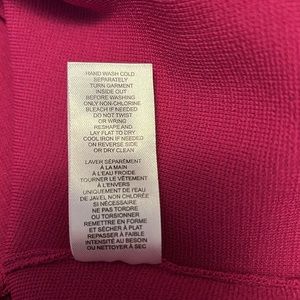 HAND WASH COLD
SEPARATELY
TURN GARMENT
INSIDE OUT
BEFORE WASHING
ONLY NON-CHLORINE
BLEACH IF NEEDED
DO NOT TWIST
OR WRING
RESHAPE AND
LAY FLAT TO DRY
COOL IRON IF NEEDED
ON REVERSE SIDE
OR DRY CLEAN
LAVER SÉPARÉMENT
À LA MAIN
À L'EAU FROIDE
TOURNER LE VÊTEMENT
À L'ENVERS
UNIQUEMENT DE l'EAU
DE JAVEL NON CHLORÉE
SI NÉCESSAIRE
NE PAS TORDRE
OU TORSIONNER
REMETTRE EN FORME
ET SÉCHER À PLAT
REPASSER À FAIBLE
INTENSITÉ AU BESOIN
OU NETTOYER À SEC